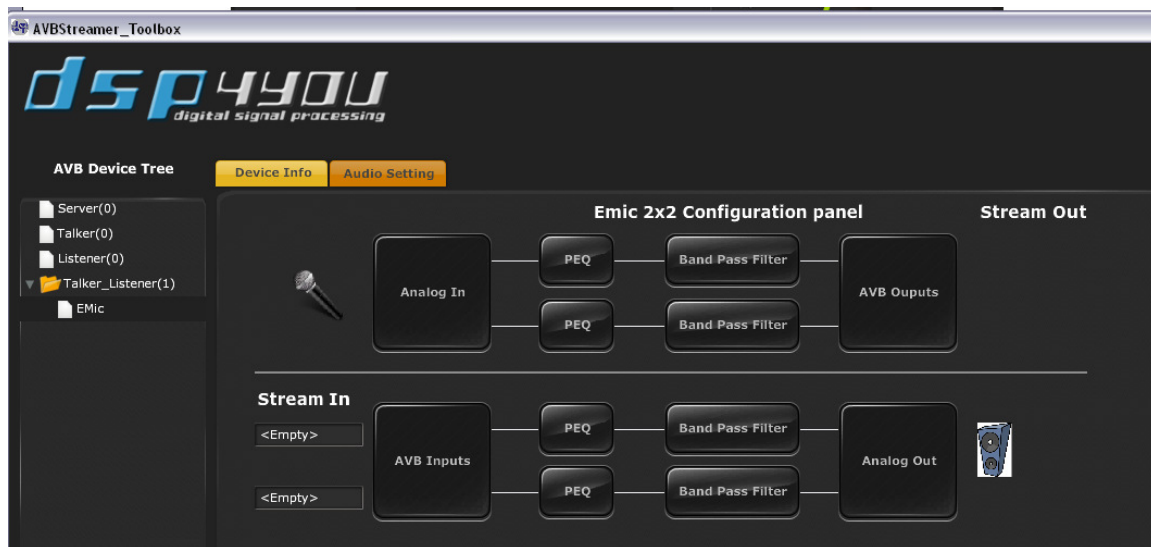 AVBStreamer_Toolbox
dsp4YOU
digital signal processing
AVB Device Tree
Device Info
Audio Setting
Server(0)
Talker(0)
Listener(0)
Talker_Listener(1)
EMic
Emic 2x2 Configuration panel
Stream Out
Analog In
PEQ
Band Pass Filter
AVB Ouputs
PEQ
Band Pass Filter
Stream In
<Empty>
AVB Inputs
PEQ
Band Pass Filter
Analog Out
<Empty>
PEQ
Band Pass Filter